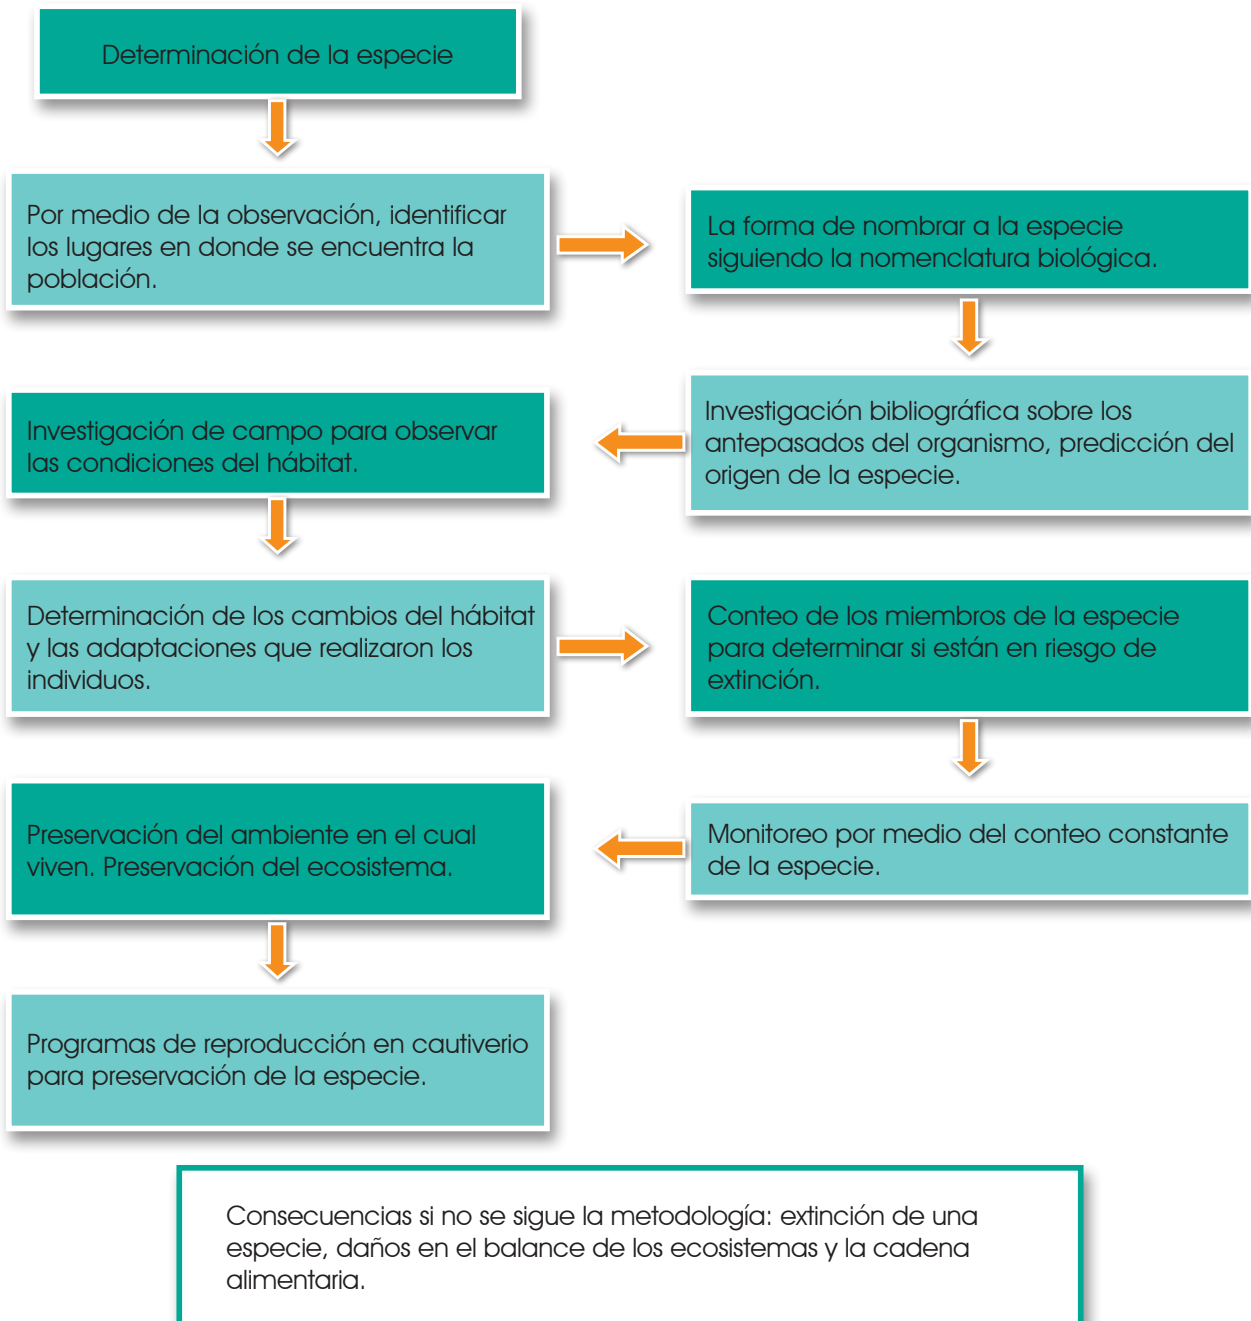 Determinación de la especie
Por medio de la observación, identificar
los lugares en donde se encuentra la
población.
La forma de nombrar a la especie
siguiendo la nomenclatura biológica.
Investigación bibliográfica sobre los
antepasados del organismo, predicción del
origen de la especie.
Investigación de campo para observar
las condiciones del hábitat.
Determinación de los cambios del hábitat
y las adaptaciones que realizaron los
individuos.
Conteo de los miembros de la especie
para determinar si están en riesgo de
extinción.
Monitoreo por medio del conteo constante
de la especie.
Preservación del ambiente en el cual
viven. Preservación del ecosistema.
Programas de reproducción en cautiverio
para preservación de la especie.
Consecuencias si no se sigue la metodología: extinción de una
especie, daños en el balance de los ecosistemas y la cadena
alimentaria.